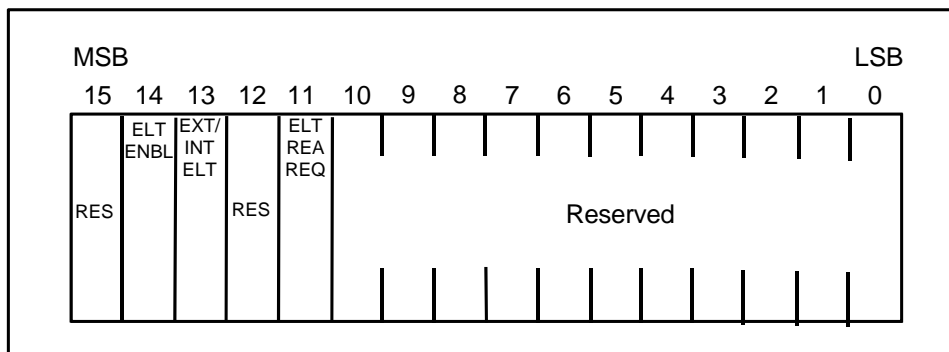 MSB LSB
15 14 13 12 11 10 9 8 7 6 5 4 3 2 1 0
ELT EXT/ ELT
ENBL INT REA
ELT REQ
RES RES Reserved